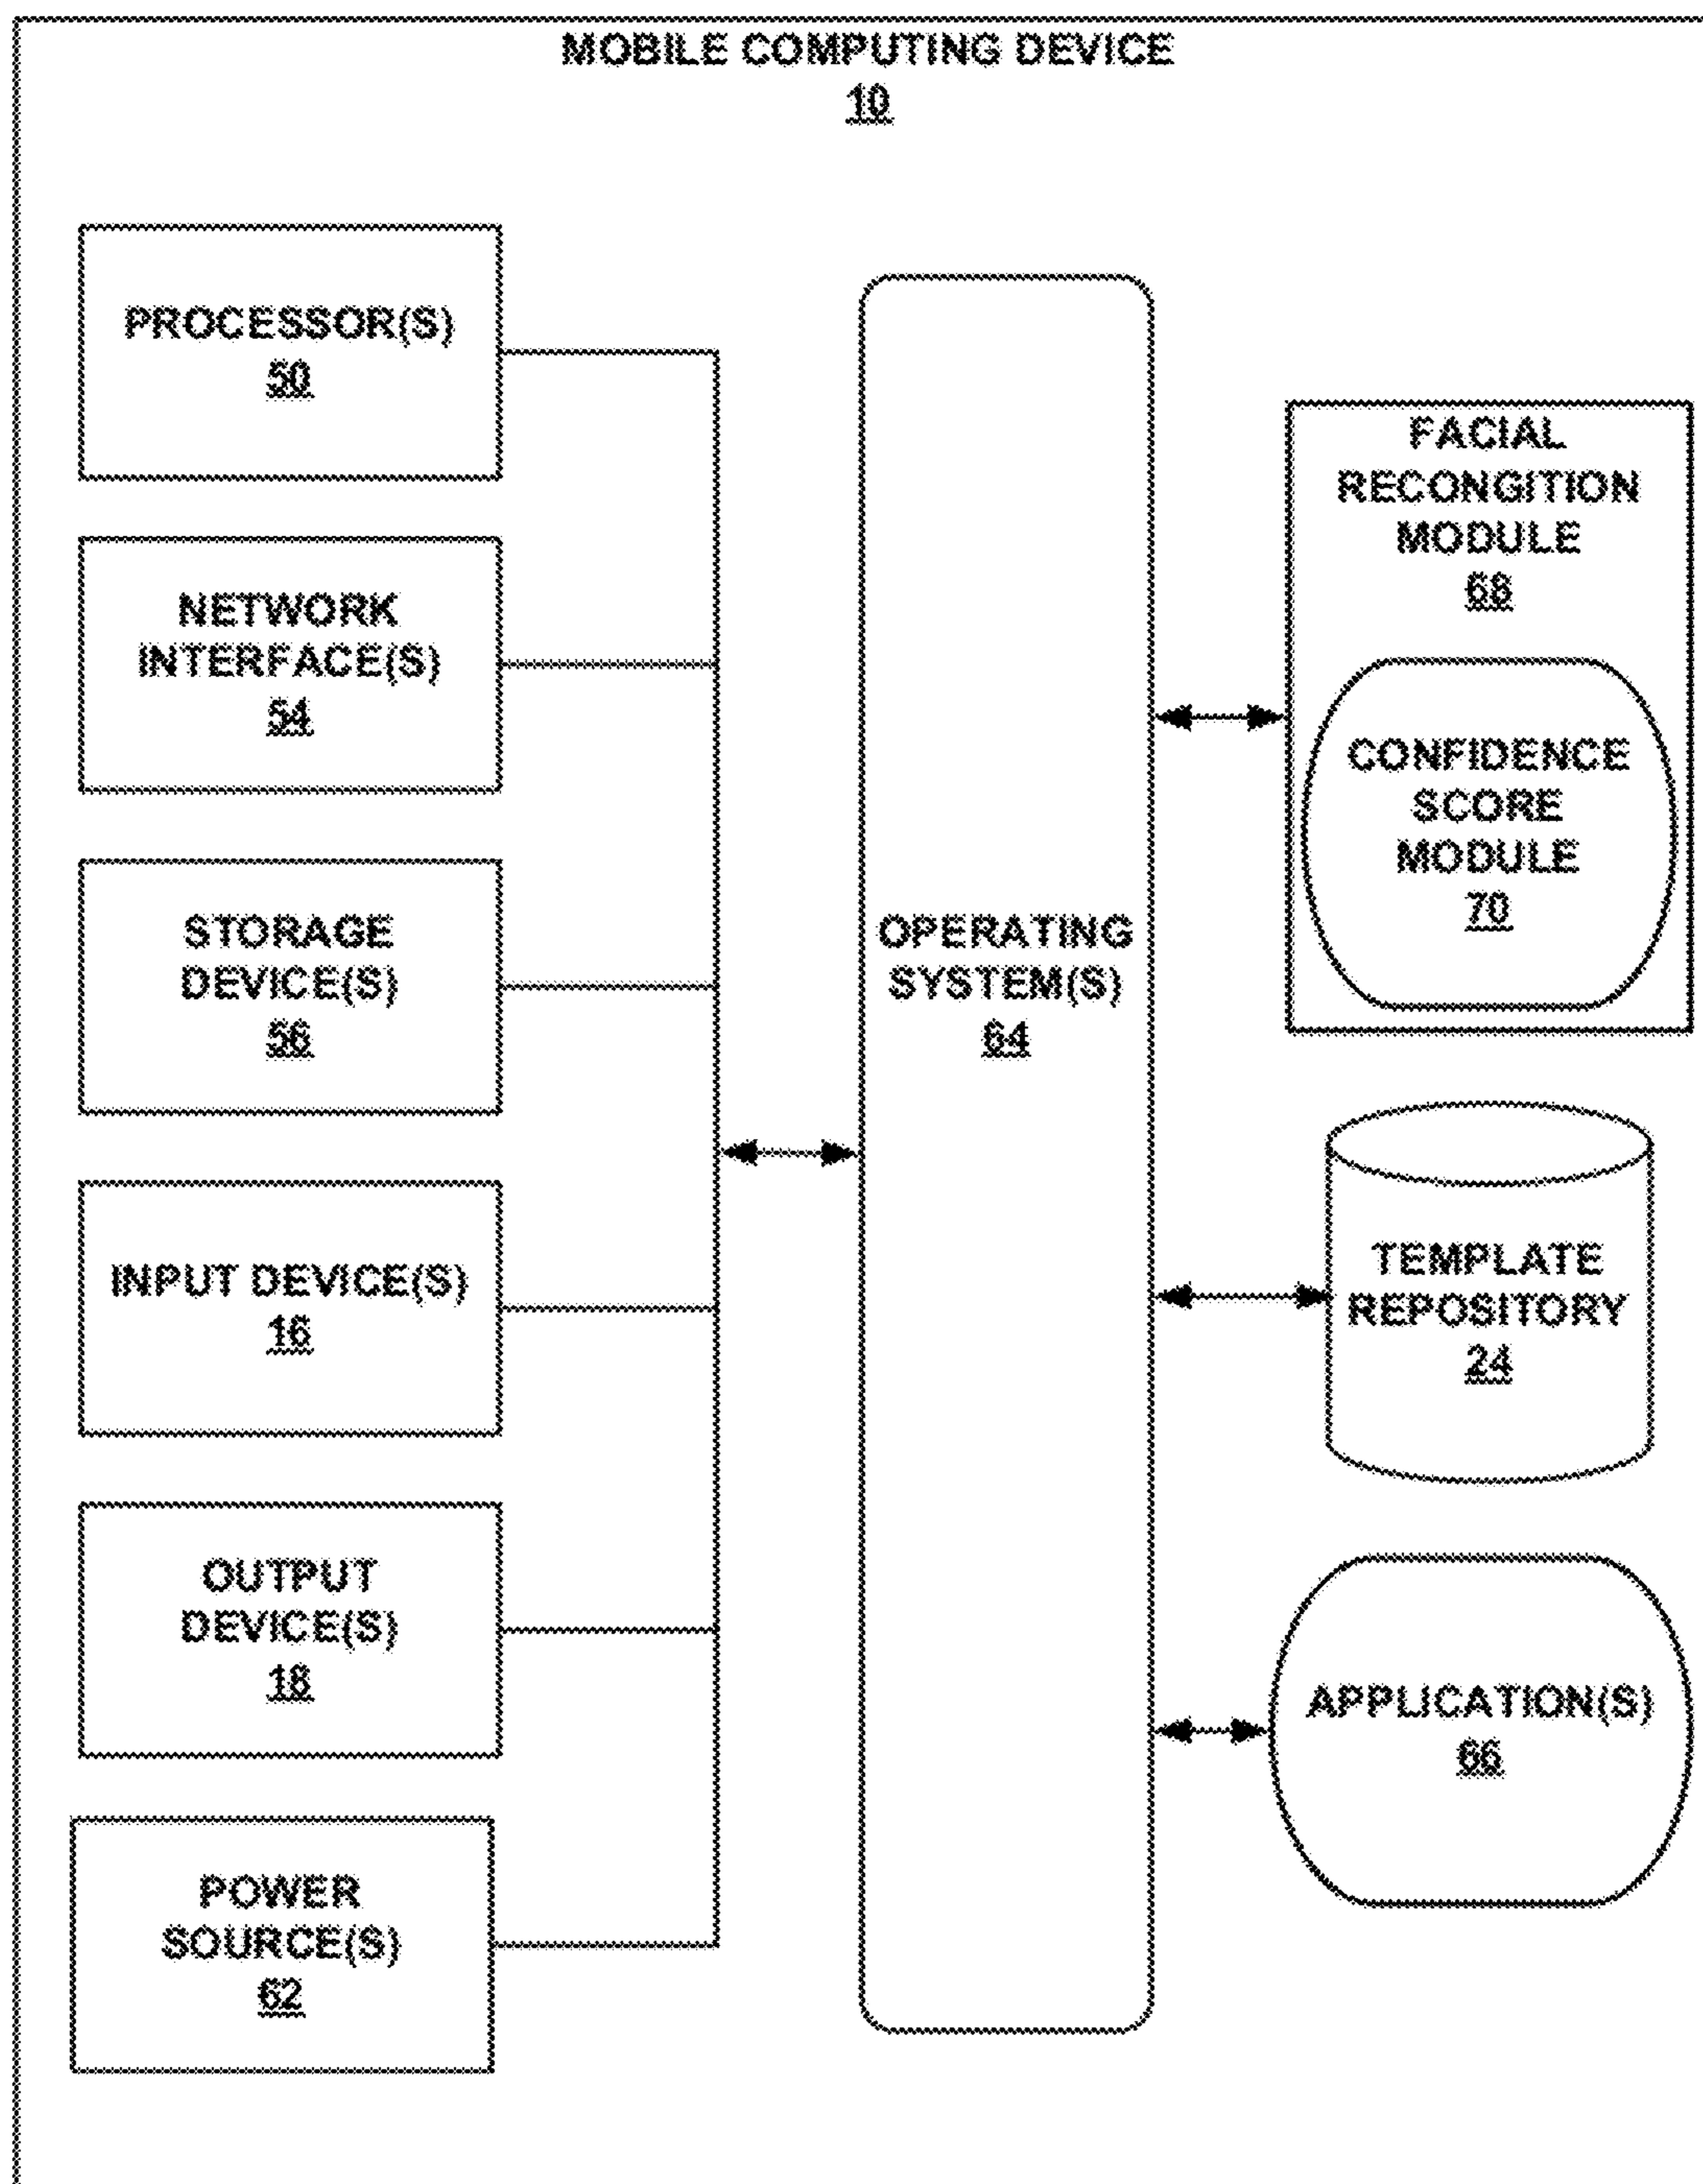 MOBILE COMPUTING DEVICE
10
PROCESSOR(S)
50
NETWORK
INTERFACE(S)
54
STORAGE
DEVICE(S)
56
INPUT DEVICE(S)
16
OUTPUT
DEVICE(S)
18
POWER
SOURCE(S)
62
OPERATING
SYSTEM(S)
64
FACIAL
RECONGITION
MODULE
68
CONFIDENCE
SCORE
MODULE
70
TEMPLATE
REPOSITORY
24
APPLICATION(S)
66